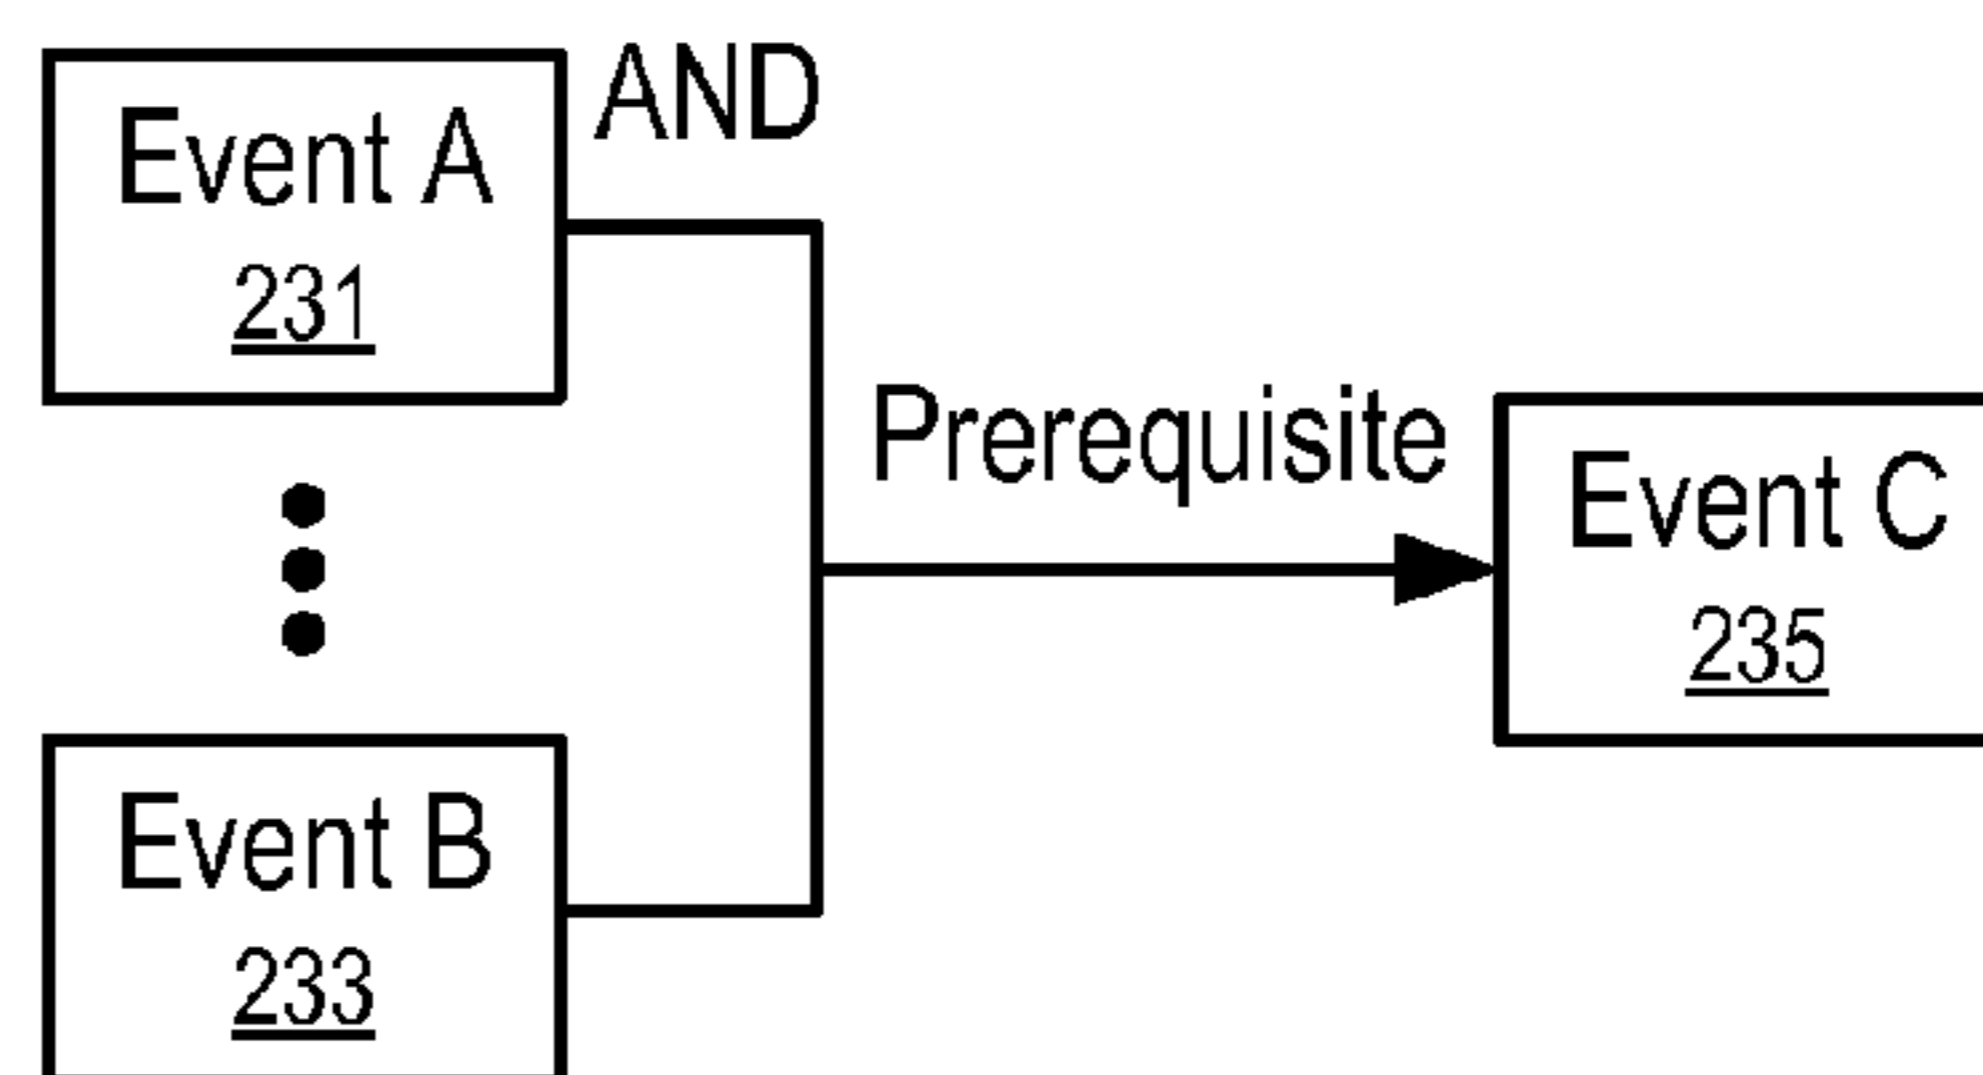 Event A
231
AND
Prerequisite
Event C
235
Event B
233